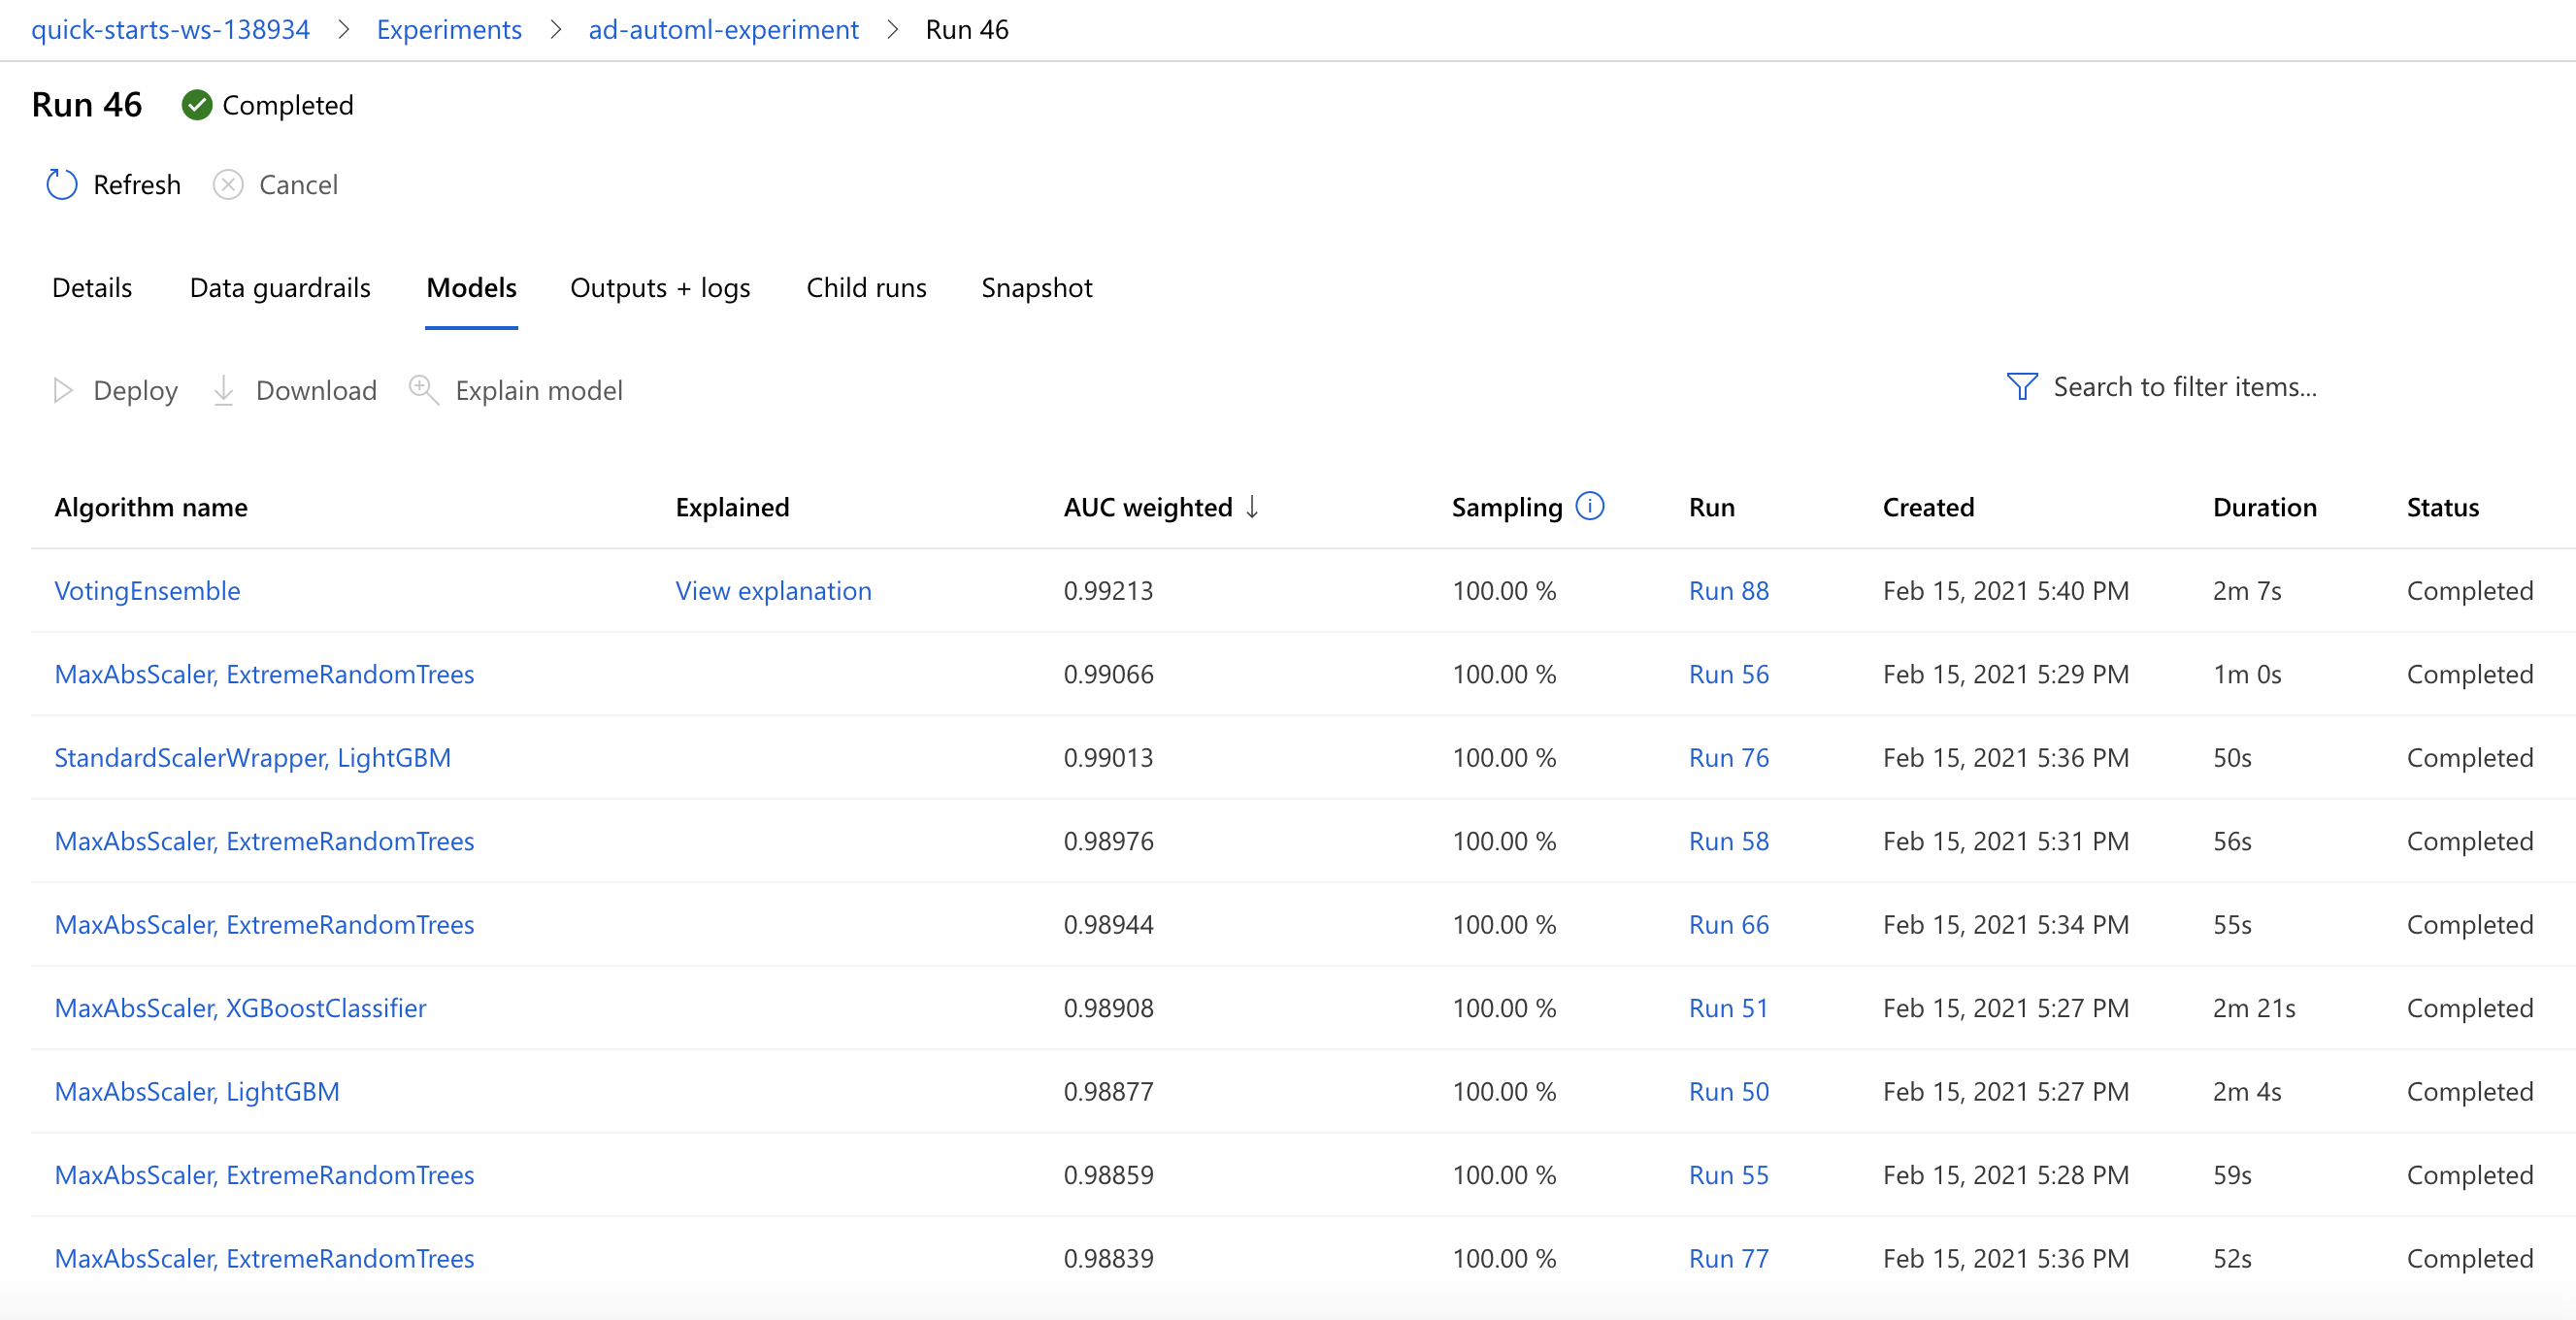 quick-starts-ws-138934 > Experiments > ad-automl-experiment > Run 46
Run 46 Completed
Refresh Cancel
Details Data guardrails Models Outputs + logs Child runs Snapshot
Deploy Download Explain model Search to filter items...
Algorithm name Explained AUC weighted ↓ Sampling Run Created Duration Status
VotingEnsemble View explanation 0.99213 100.00 % Run 88 Feb 15, 2021 5:40 PM 2m 7s Completed
MaxAbsScaler, ExtremeRandomTrees 0.99066 100.00 % Run 56 Feb 15, 2021 5:29 PM 1m 0s Completed
StandardScalerWrapper, LightGBM 0.99013 100.00 % Run 76 Feb 15, 2021 5:36 PM 50s Completed
MaxAbsScaler, ExtremeRandomTrees 0.98976 100.00 % Run 58 Feb 15, 2021 5:31 PM 56s Completed
MaxAbsScaler, ExtremeRandomTrees 0.98944 100.00 % Run 66 Feb 15, 2021 5:34 PM 55s Completed
MaxAbsScaler, XGBoostClassifier 0.98908 100.00 % Run 51 Feb 15, 2021 5:27 PM 2m 21s Completed
MaxAbsScaler, LightGBM 0.98877 100.00 % Run 50 Feb 15, 2021 5:27 PM 2m 4s Completed
MaxAbsScaler, ExtremeRandomTrees 0.98859 100.00 % Run 55 Feb 15, 2021 5:28 PM 59s Completed
MaxAbsScaler, ExtremeRandomTrees 0.98839 100.00 % Run 77 Feb 15, 2021 5:36 PM 52s Completed